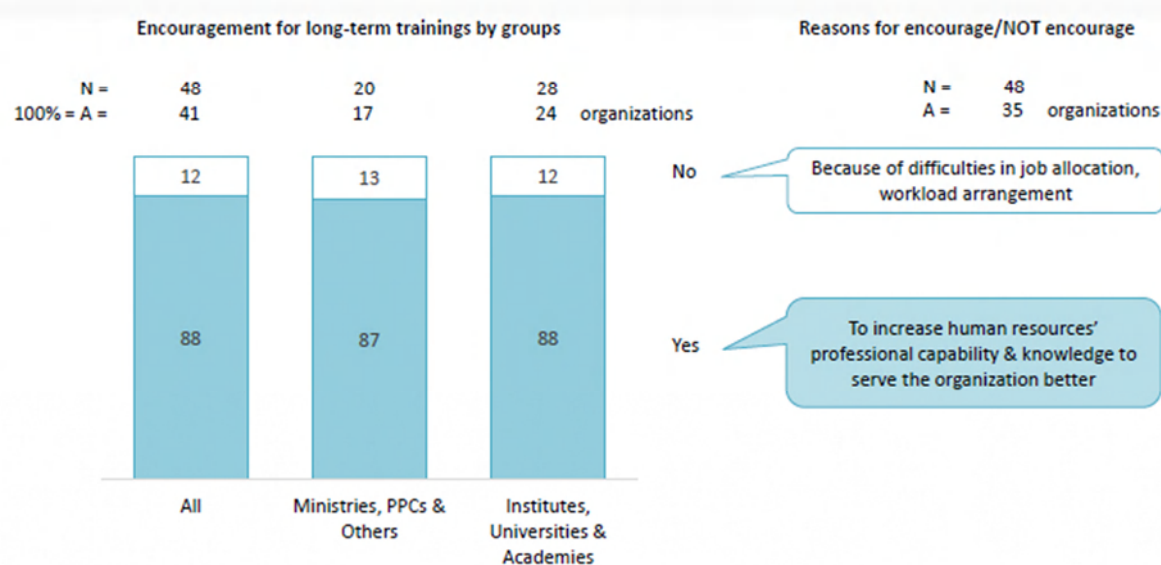 Encouragement for long-term trainings by groups
Reasons for encourage/NOT encourage
N = 48 20 28
100% = A = 41 17 24 organizations
N = 48
A = 35 organizations
12 13 12
No
Because of difficulties in job allocation,
workload arrangement
88 87 88
Yes
To increase human resources’
professional capability & knowledge to
serve the organization better
All
Ministries, PPCs &
Others
Institutes,
Universities &
Academies